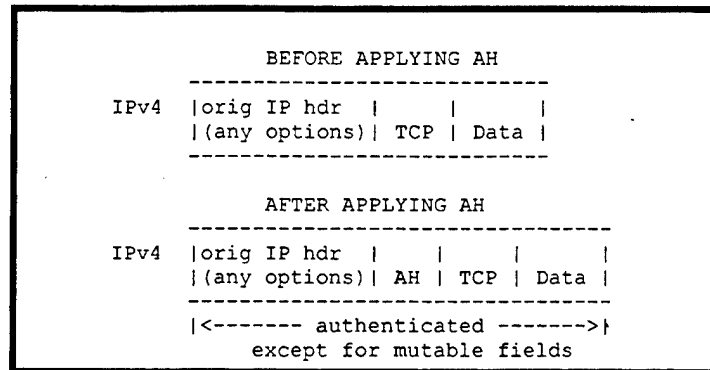 BEFORE APPLYING AH
----------------------------
IPv4 |orig IP hdr | | |
|(any options)| TCP | Data |
----------------------------
AFTER APPLYING AH
---------------------------------
IPv4 |orig IP hdr | | | |
|(any options)| AH | TCP | Data |
---------------------------------
|<------- authenticated ------->|
except for mutable fields